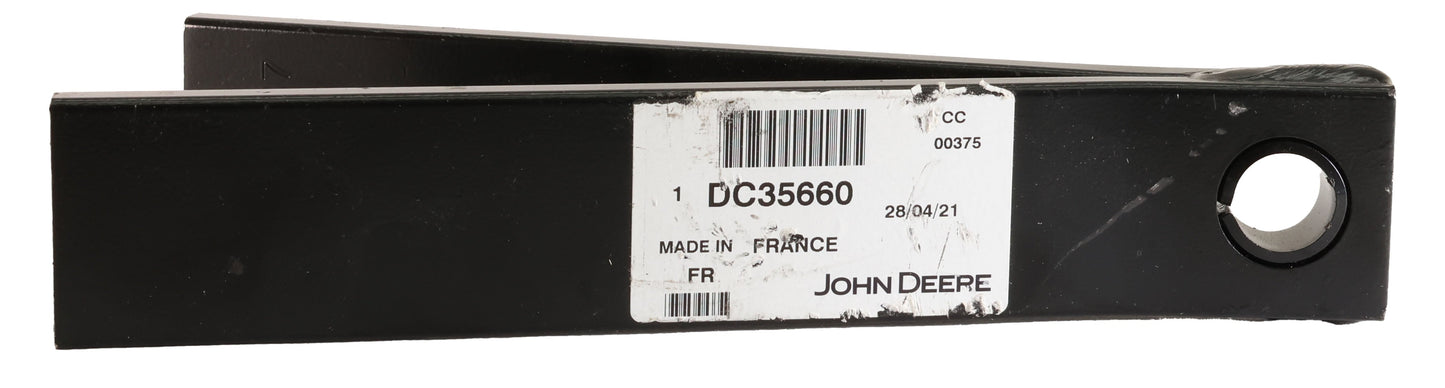 CC
00375
1 DC35660
28/04/21
MADE IN FRANCE
FR
JOHN DEERE